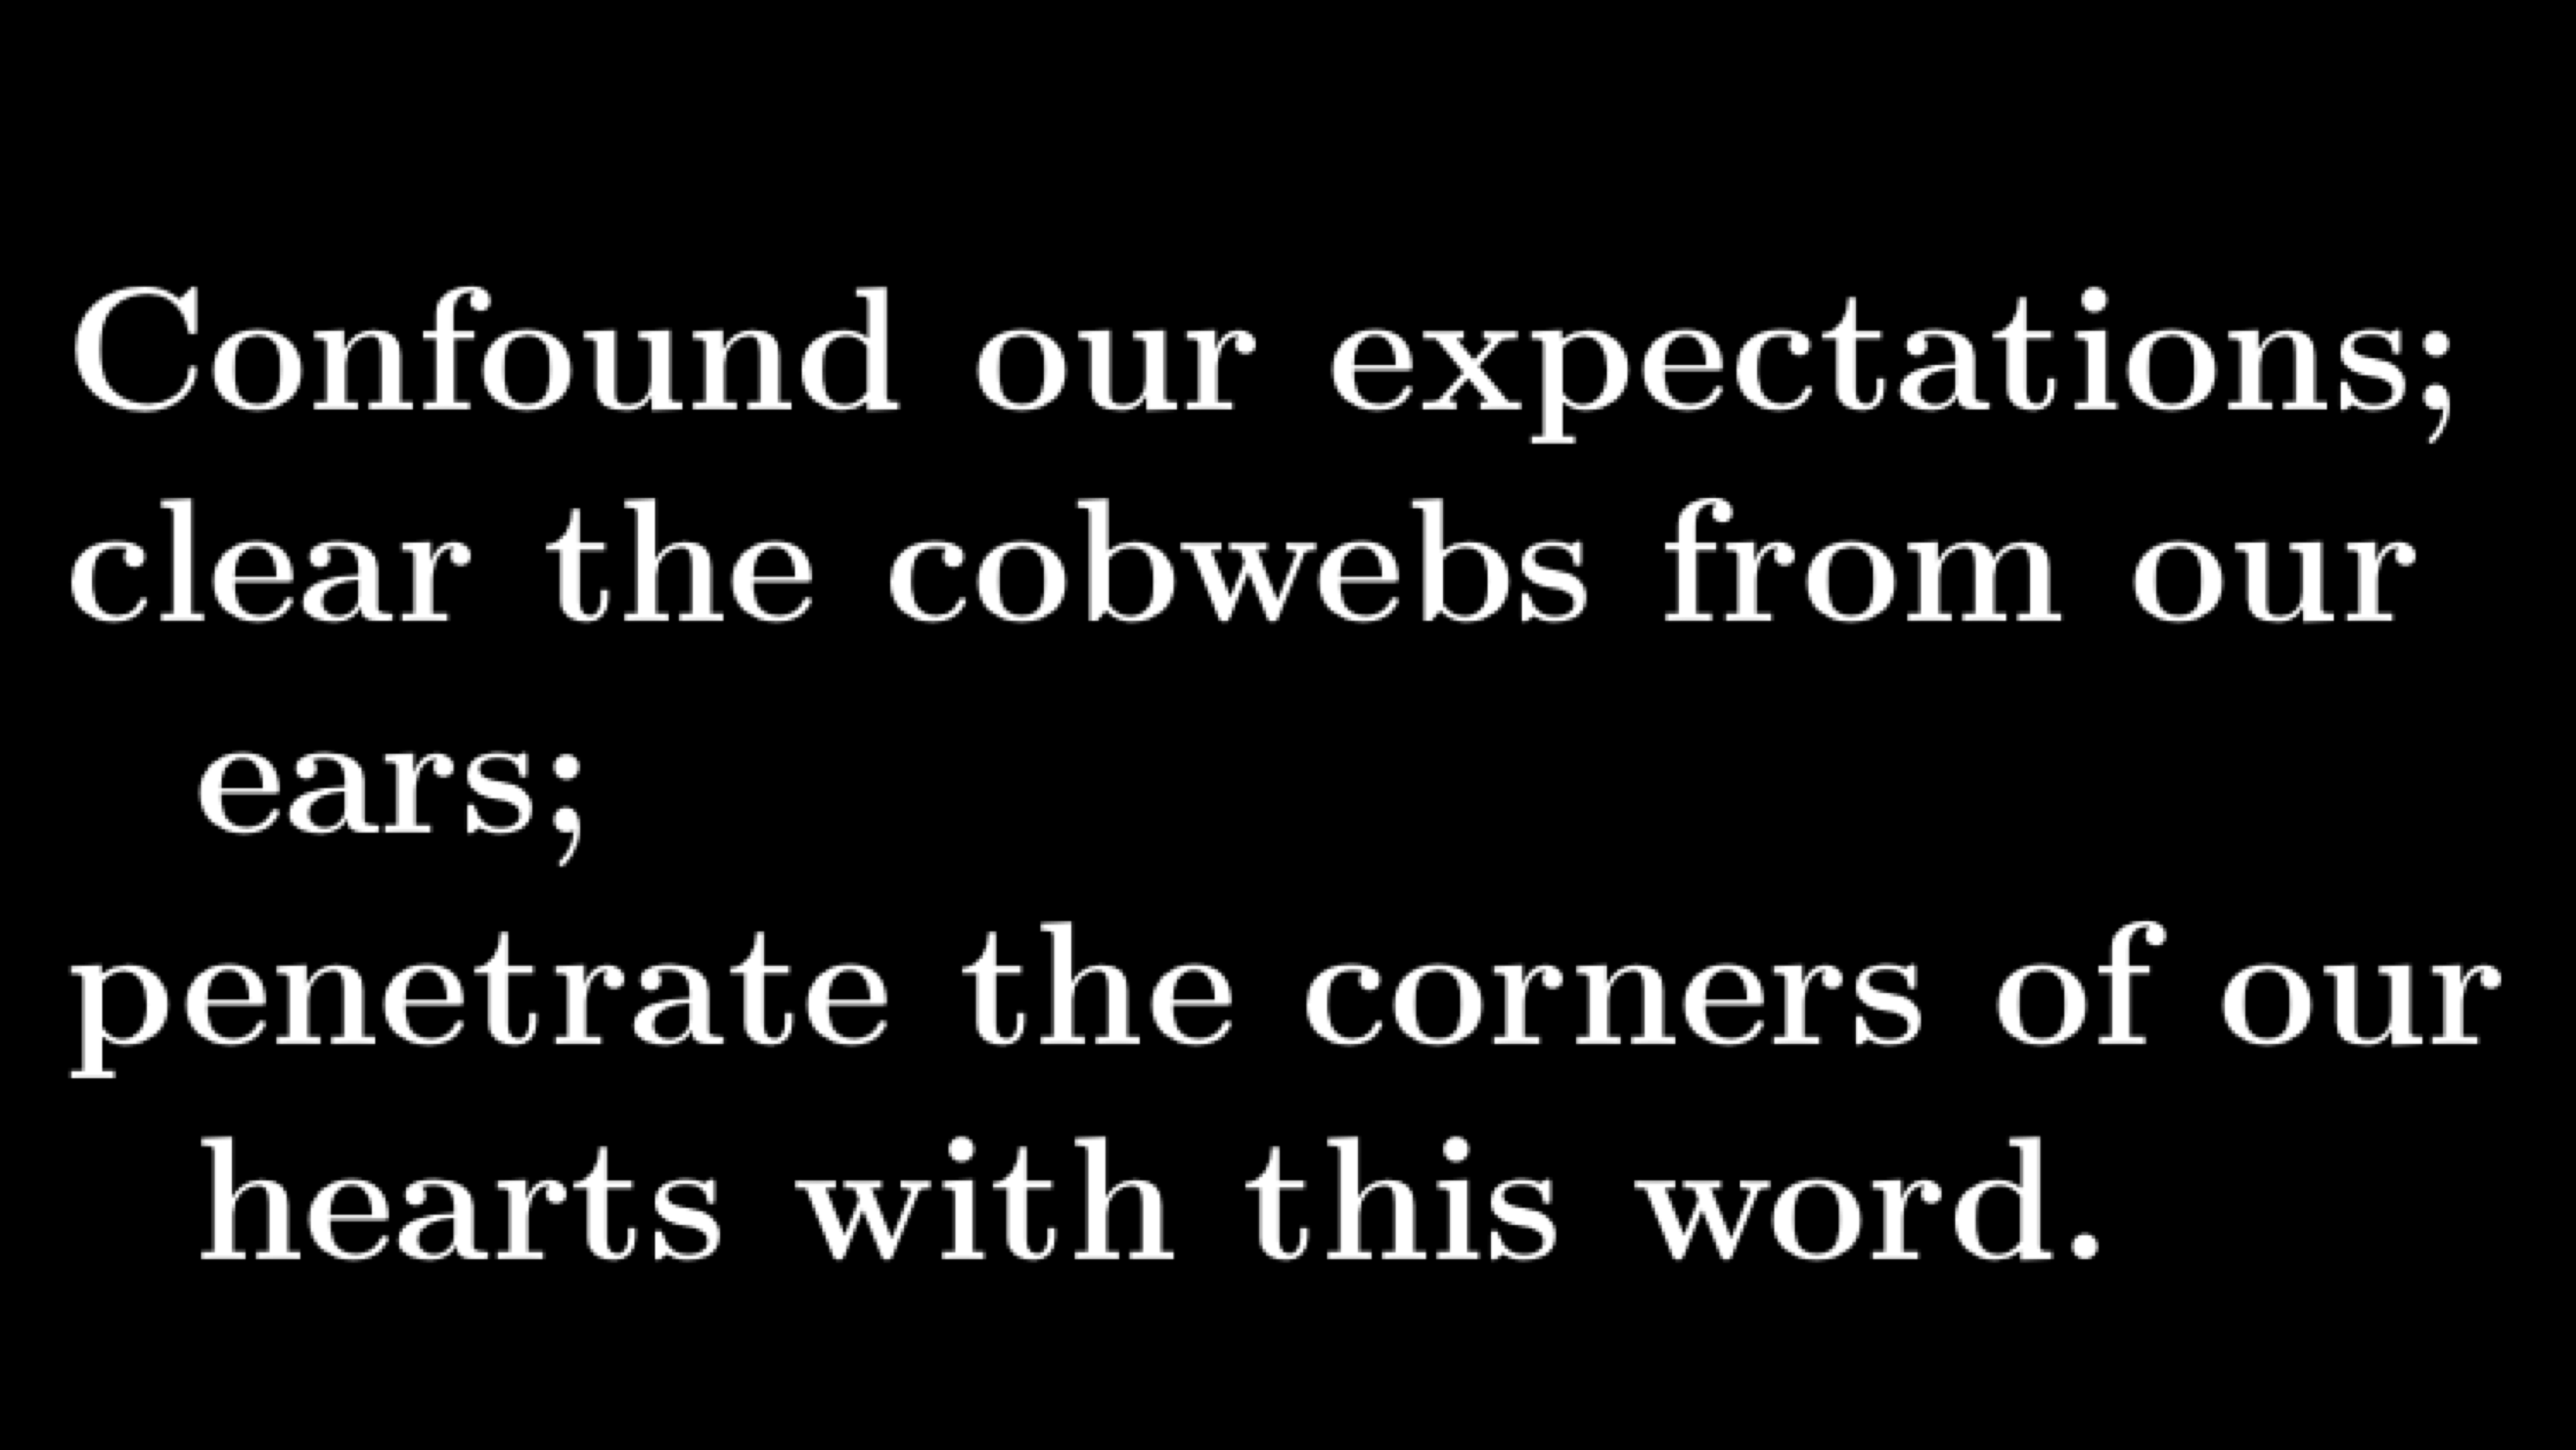 Confound our expectations;
clear the cobwebs from our
ears;
penetrate the corners of our
hearts with this word.